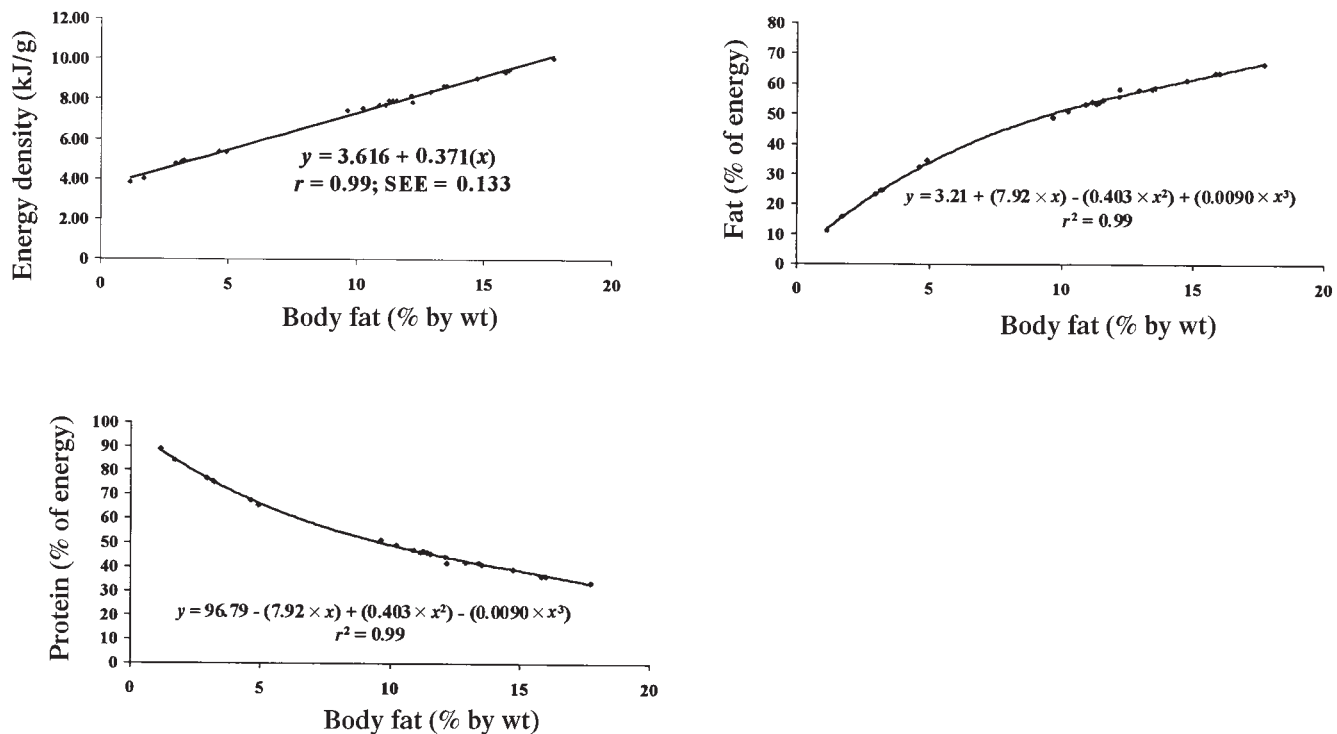 Energy density (kJ/g)
12.00
10.00
8.00
6.00
4.00
2.00
0
y = 3.616 + 0.371(x)
r = 0.99; SEE = 0.133
0 5 10 15 20
Body fat (% by wt)
Fat (% of energy)
80
70
60
50
40
30
20
10
0
y = 3.21 + (7.92 × x) - (0.403 × x²) + (0.0090 × x³)
r² = 0.99
0 5 10 15 20
Body fat (% by wt)
Protein (% of energy)
100
90
80
70
60
50
40
30
20
10
0
y = 96.79 - (7.92 × x) + (0.403 × x²) - (0.0090 × x³)
r² = 0.99
0 5 10 15 20
Body fat (% by wt)